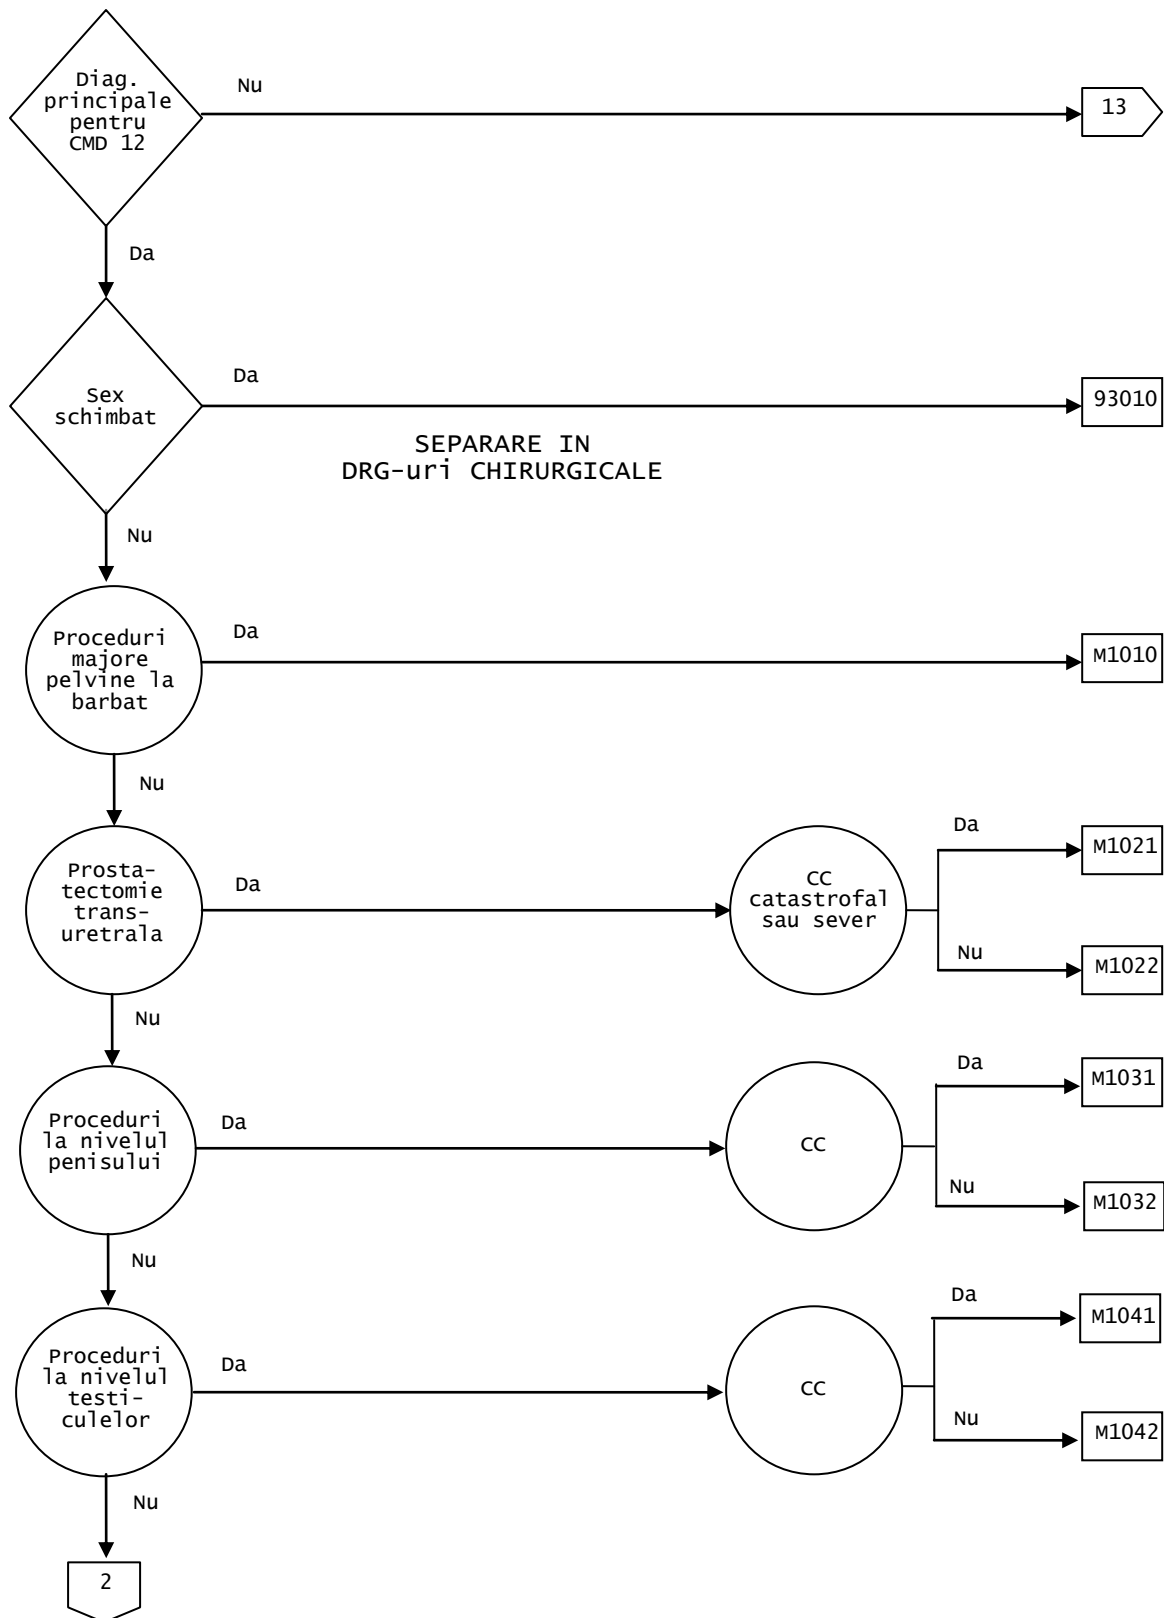 Diag.
principale
pentru
CMD 12
Nu
13
Da
Sex
schimbat
Da
93010
SEPARARE IN
DRG-uri CHIRURGICALE
Nu
Proceduri
majore
pelvine la
barbat
Da
M1010
Nu
Prosta-
tectomie
trans-
uretrala
Da
CC
catastrofal
sau sever
Da
M1021
Nu
M1022
Nu
Proceduri
la nivelul
penisului
Da
CC
Da
M1031
Nu
M1032
Nu
Proceduri
la nivelul
testi-
culelor
Da
CC
Da
M1041
Nu
M1042
Nu
2